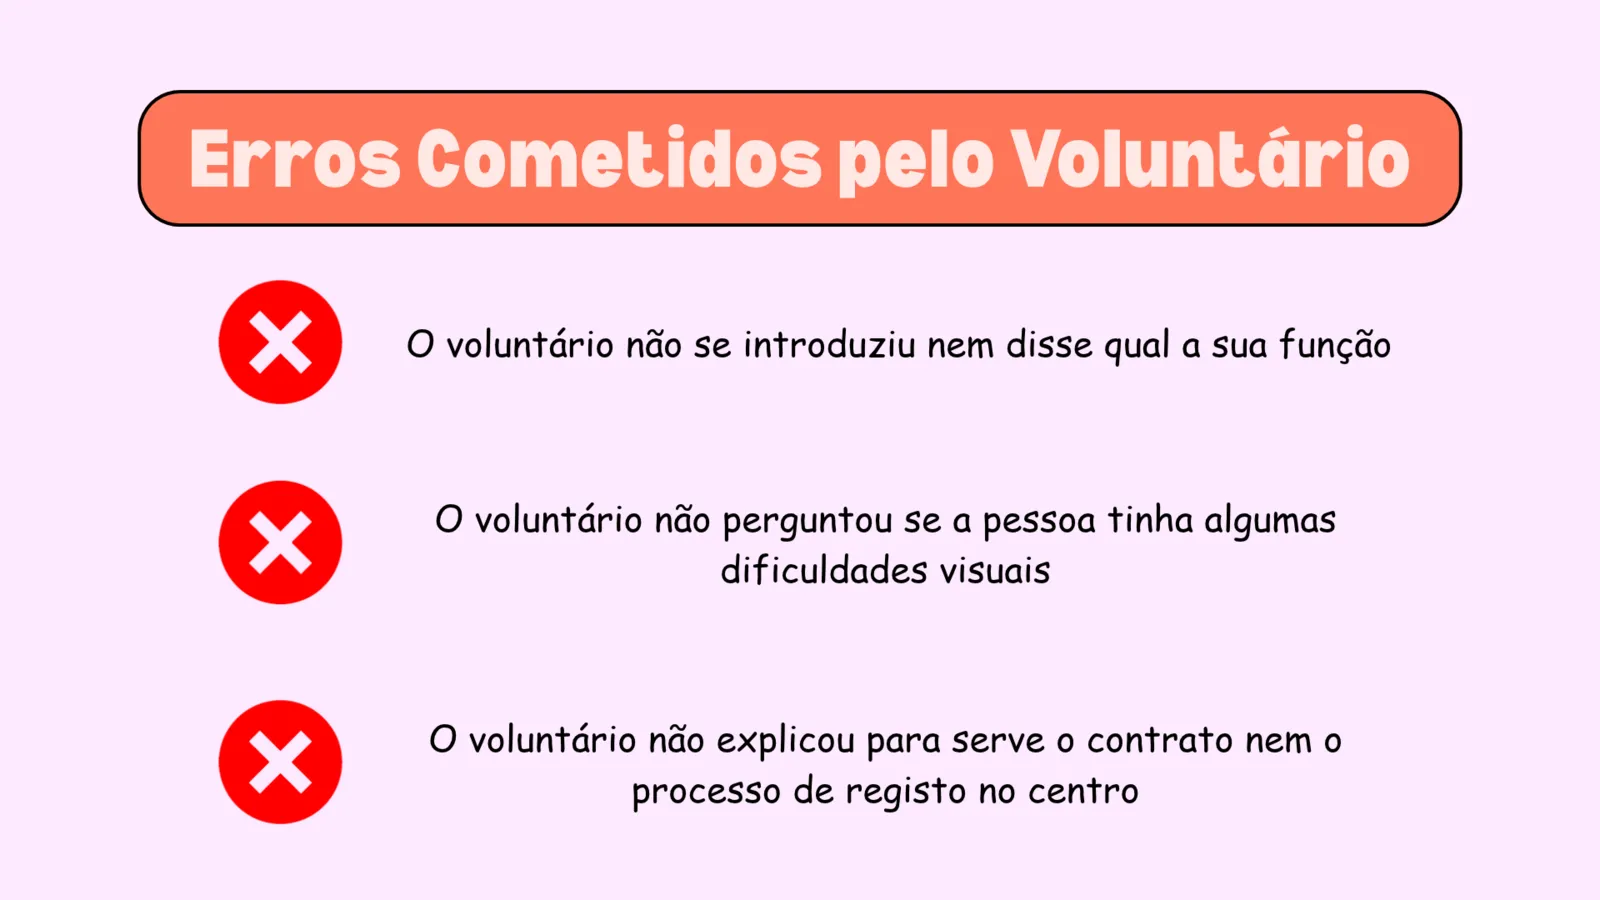 Erros Cometidos pelo Voluntário
O voluntário não se introduziu nem disse qual a sua função
O voluntário não perguntou se a pessoa tinha algumas
dificuldades visuais
O voluntário não explicou para serve o contrato nem o
processo de registo no centro